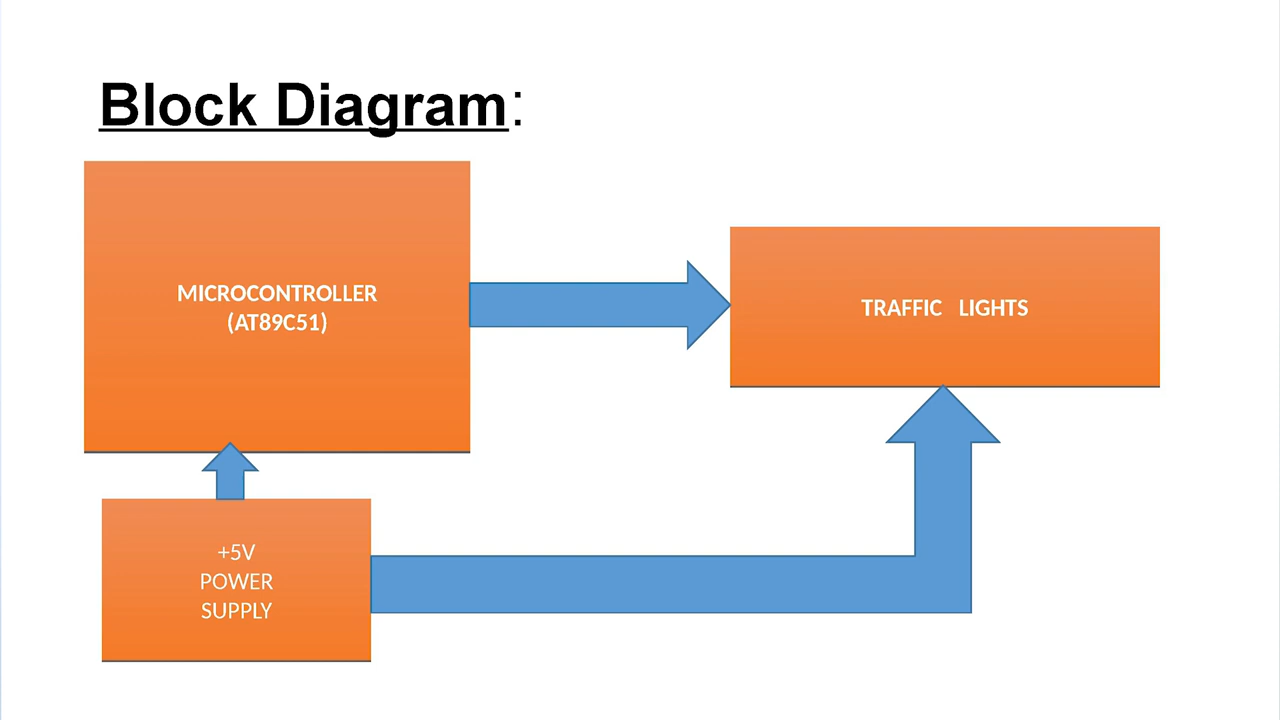 Block Diagram:
MICROCONTROLLER
(AT89C51)
TRAFFIC LIGHTS
+5V
POWER
SUPPLY